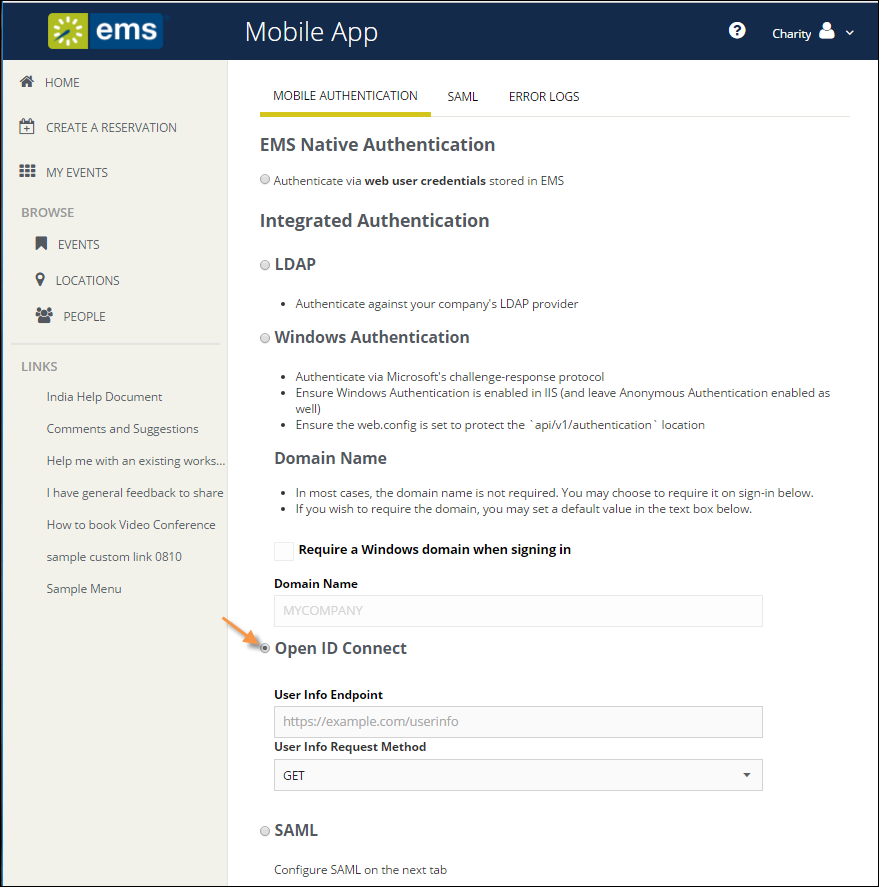 ems
Mobile App
?
Charity
HOME
CREATE A RESERVATION
MY EVENTS
BROWSE
EVENTS
LOCATIONS
PEOPLE
LINKS
India Help Document
Comments and Suggestions
Help me with an existing works...
I have general feedback to share
How to book Video Conference
sample custom link 0810
Sample Menu
MOBILE AUTHENTICATION
SAML
ERROR LOGS
EMS Native Authentication
Authenticate via web user credentials stored in EMS
Integrated Authentication
LDAP
• Authenticate against your company's LDAP provider
Windows Authentication
• Authenticate via Microsoft's challenge-response protocol
• Ensure Windows Authentication is enabled in IIS (and leave Anonymous Authentication enabled as
well)
• Ensure the web.config is set to protect the `api/v1/authentication` location
Domain Name
• In most cases, the domain name is not required. You may choose to require it on sign-in below.
• If you wish to require the domain, you may set a default value in the text box below.
Require a Windows domain when signing in
Domain Name
MYCOMPANY
Open ID Connect
User Info Endpoint
https://example.com/userinfo
User Info Request Method
GET
SAML
Configure SAML on the next tab